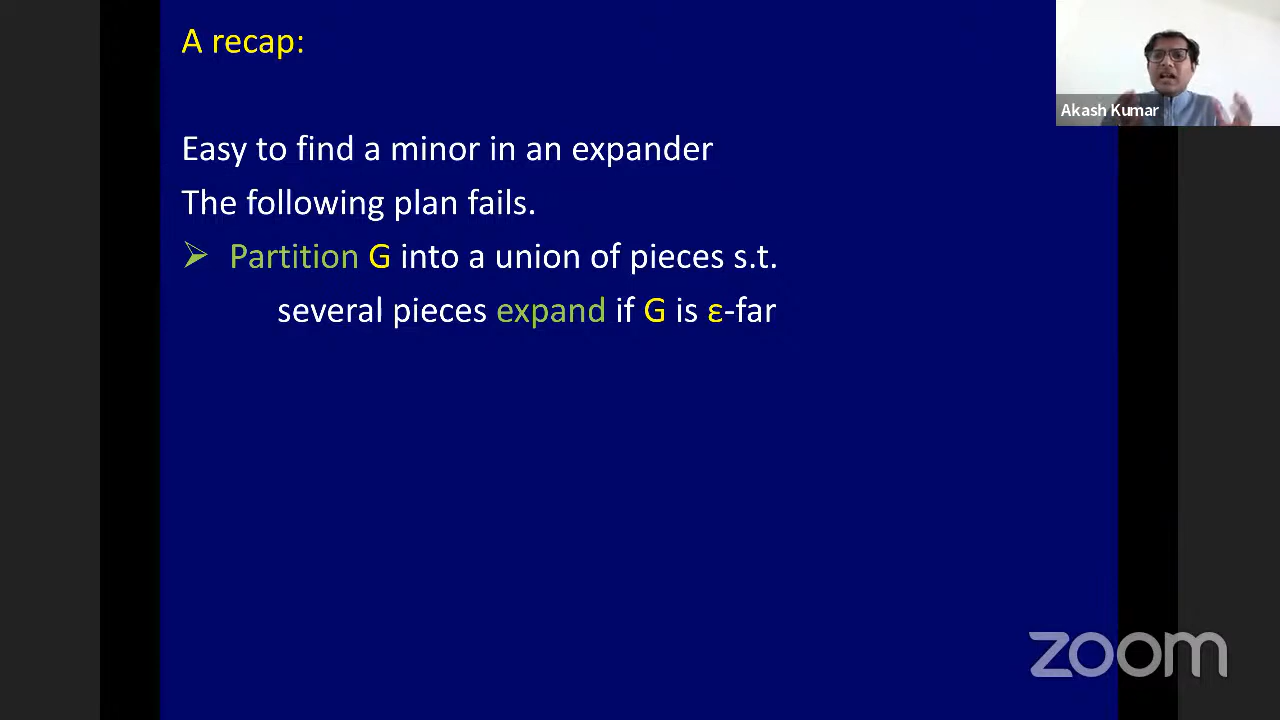 A recap:
Akash Kumar
Easy to find a minor in an expander
The following plan fails.
➢ Partition G into a union of pieces s.t.
several pieces expand if G is ε-far
zoom